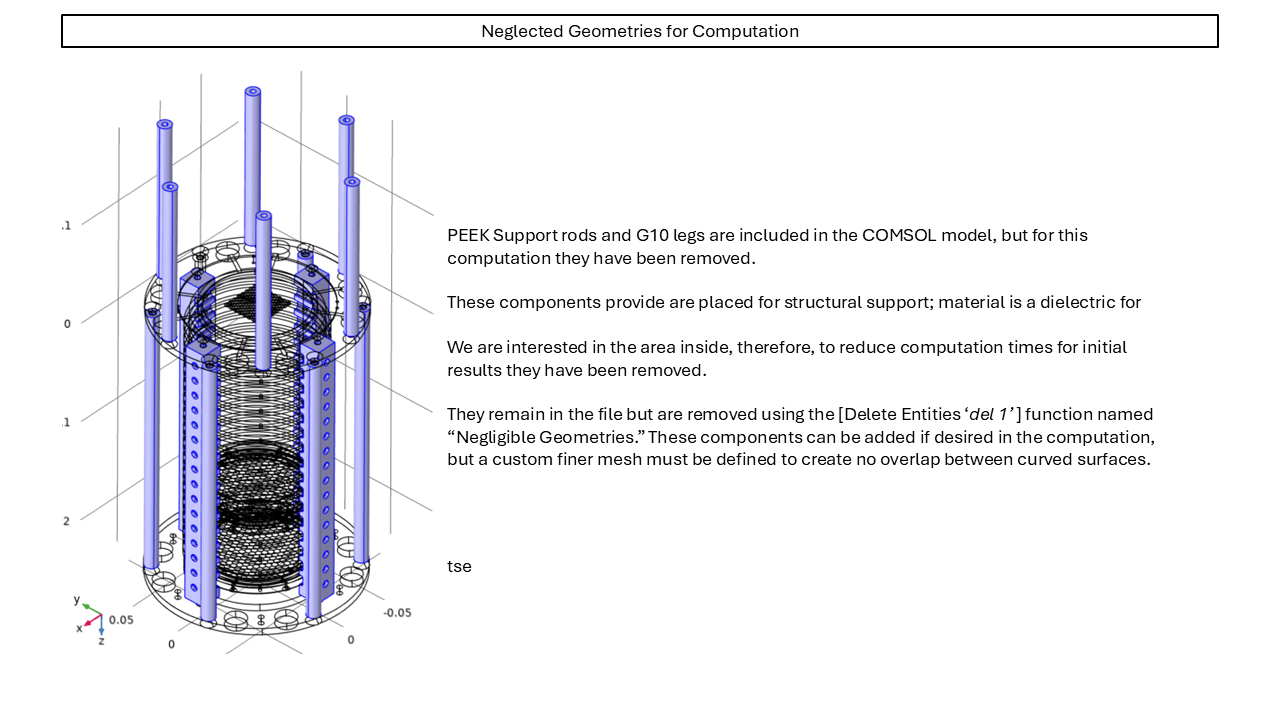 Neglected Geometries for Computation
PEEK Support rods and G10 legs are included in the COMSOL model, but for this
computation they have been removed.
These components provide are placed for structural support; material is a dielectric for
We are interested in the area inside, therefore, to reduce computation times for initial
results they have been removed.
They remain in the file but are removed using the [Delete Entities ‘del 1’] function named
“Negligible Geometries.” These components can be added if desired in the computation,
but a custom finer mesh must be defined to create no overlap between curved surfaces.
tse
.1
0
.1
2
y
x
z
0.05
0
0
-0.05